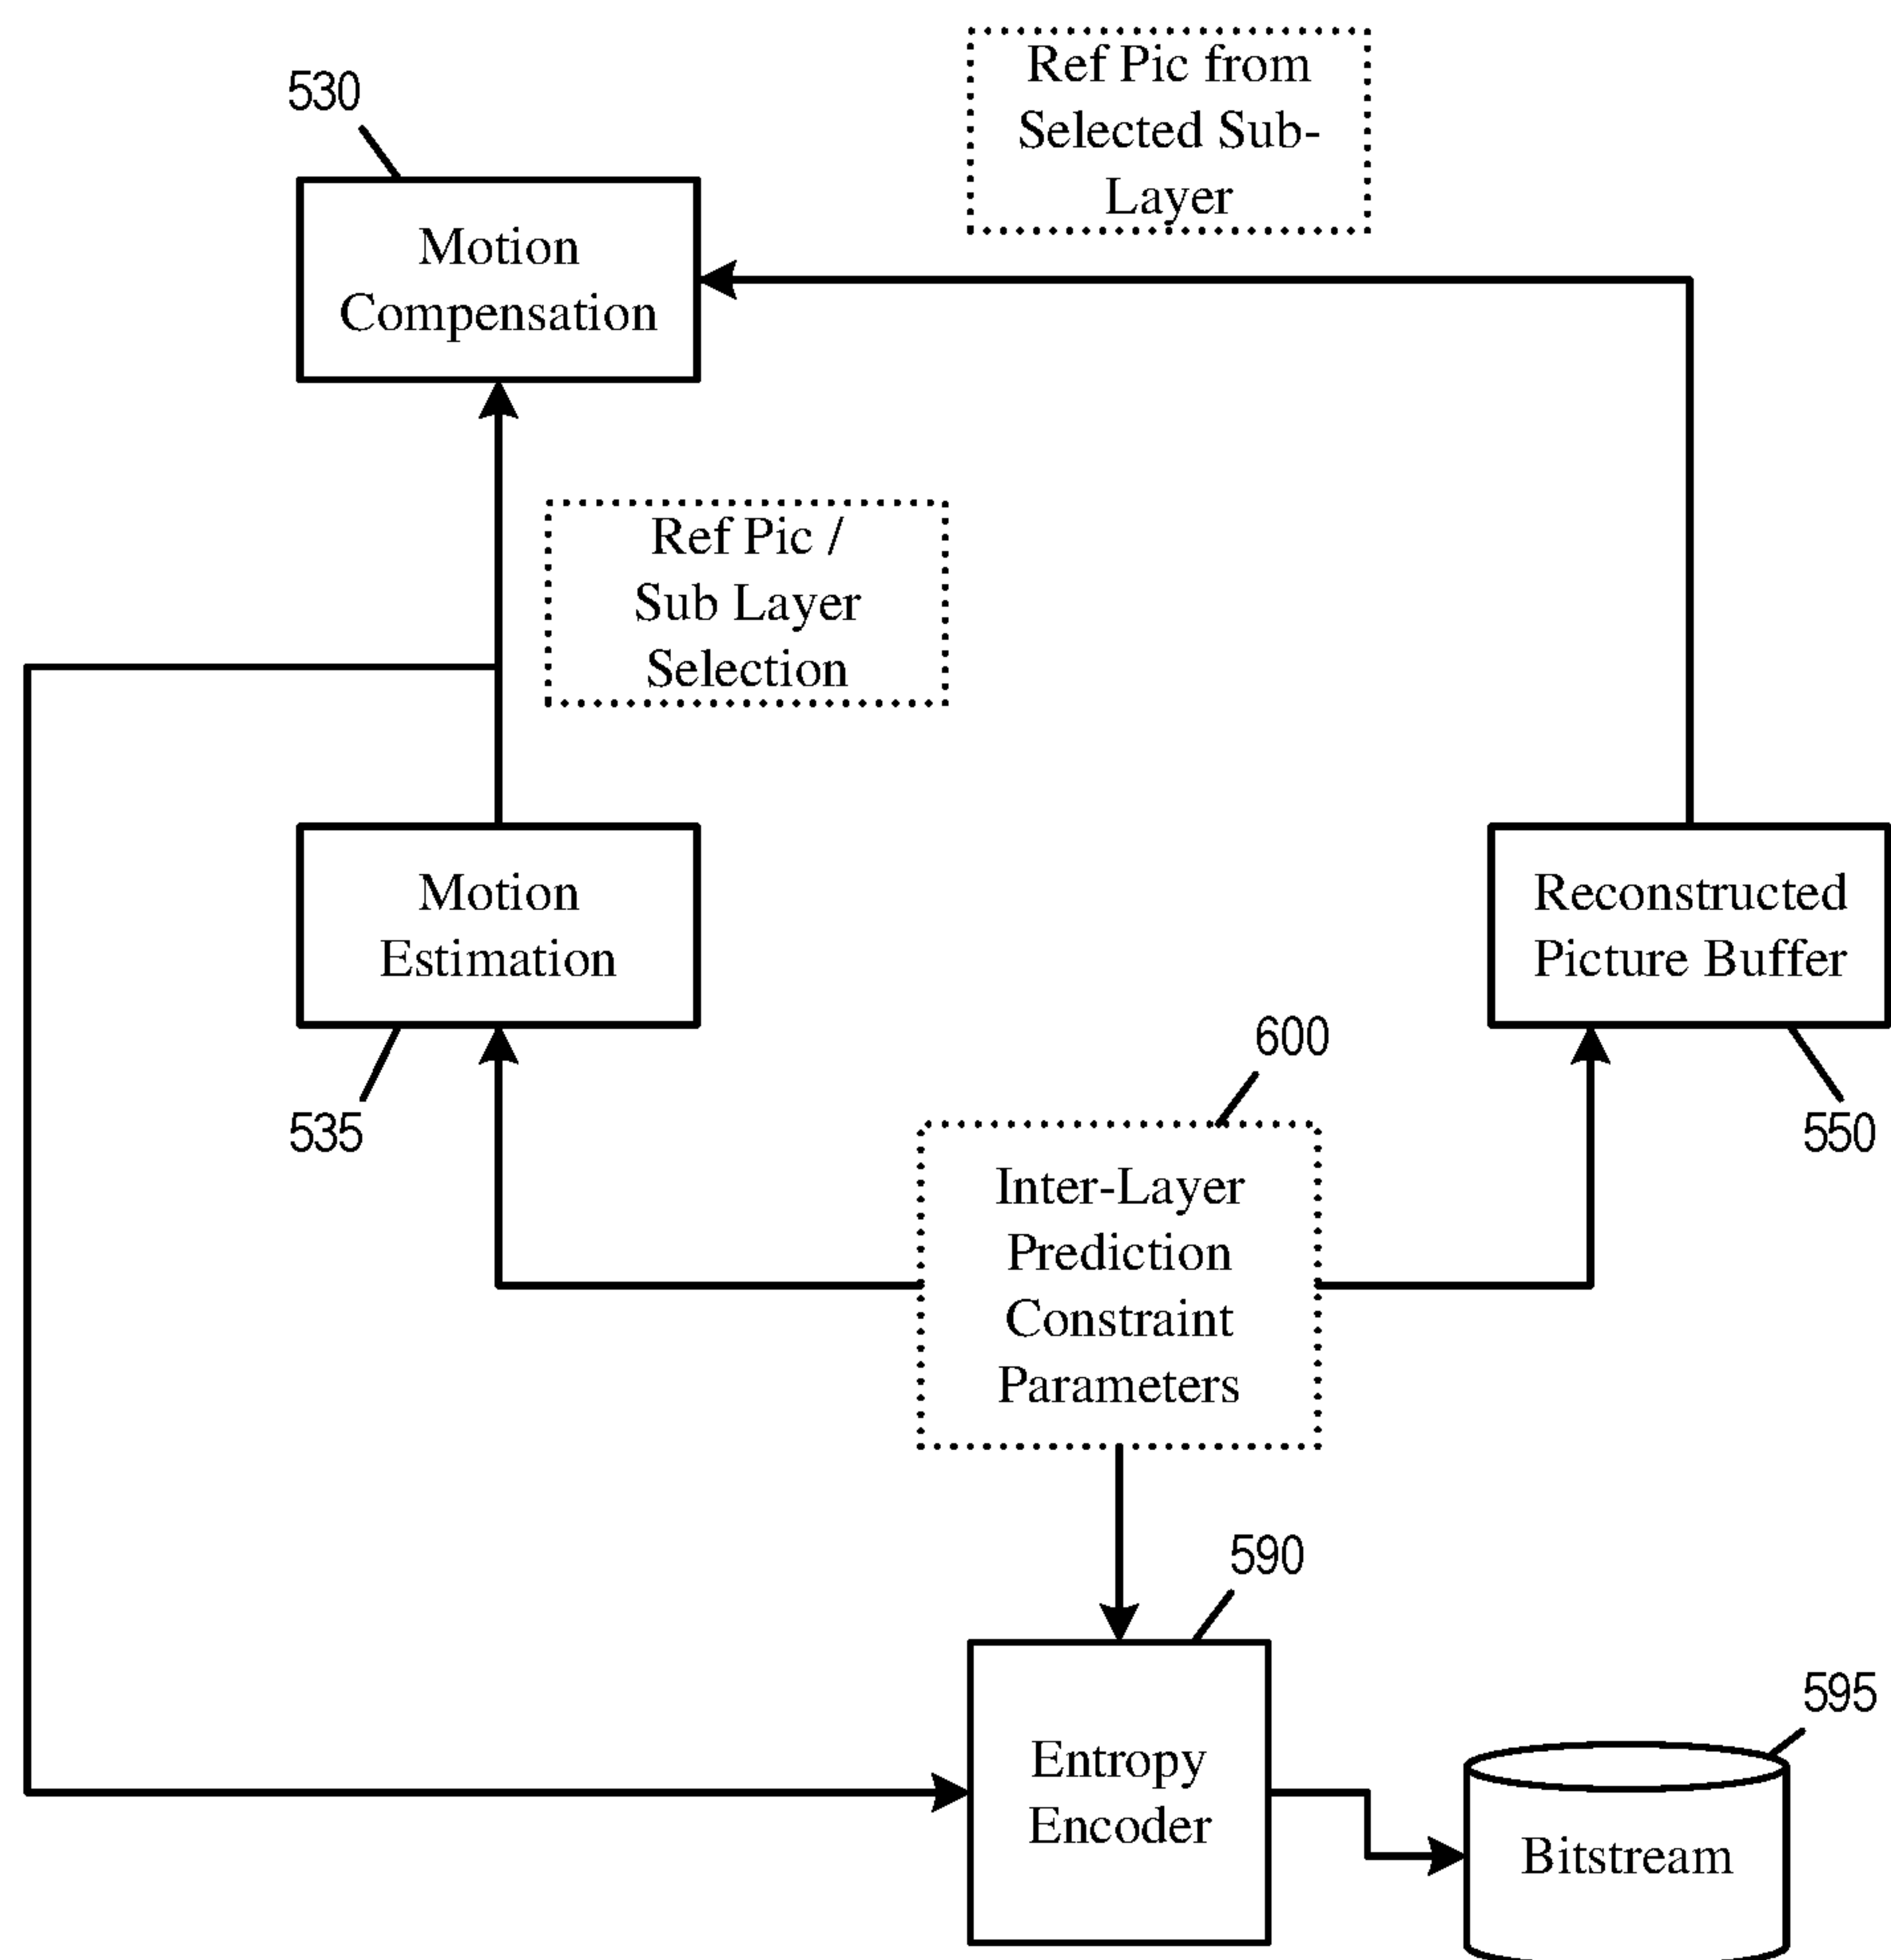 Ref Pic from
Selected Sub-
Layer
530
Motion
Compensation
Ref Pic /
Sub Layer
Selection
Motion
Estimation
Reconstructed
Picture Buffer
600
535
550
Inter-Layer
Prediction
Constraint
Parameters
590
595
Entropy
Encoder
Bitstream